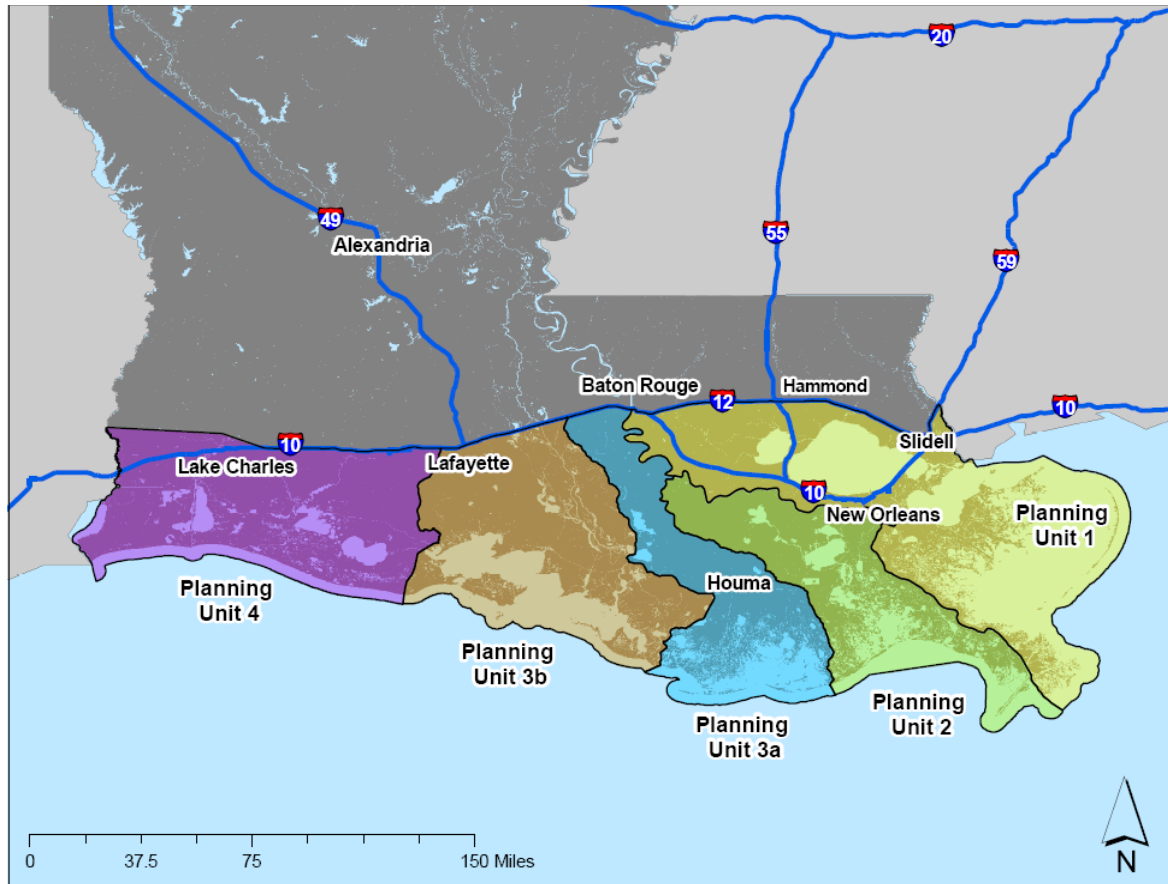 20
49
Alexandria
55
59
Baton Rouge
Hammond
12
10
Slidell
10
Lake Charles
Lafayette
10
New Orleans
Planning
Unit 1
Planning
Unit 4
Houma
Planning
Unit 3b
Planning
Unit 2
Planning
Unit 3a
0
37.5
75
150 Miles
N